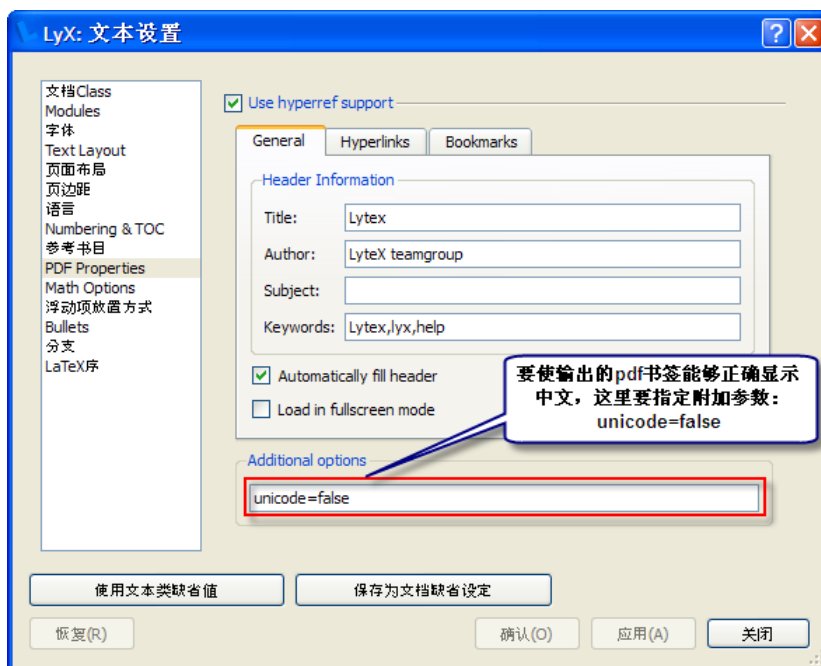 LyX: 文本设置
文档Class
Modules
字体
Text Layout
页面布局
页边距
语言
Numbering & TOC
参考书目
PDF Properties
Math Options
浮动项放置方式
Bullets
分支
LaTeX序
Use hyperref support
General Hyperlinks Bookmarks
Header Information
Title: Lytex
Author: LyteX teamgroup
Subject:
Keywords: Lytex,lyx,help
Automatically fill header
Load in fullscreen mode
要使输出的pdf书签能够正确显示
中文，这里要指定附加参数：
unicode=false
Additional options
unicode=false
使用文本类缺省值 保存为文档缺省设定
恢复(R) 确认(O) 应用(A) 关闭